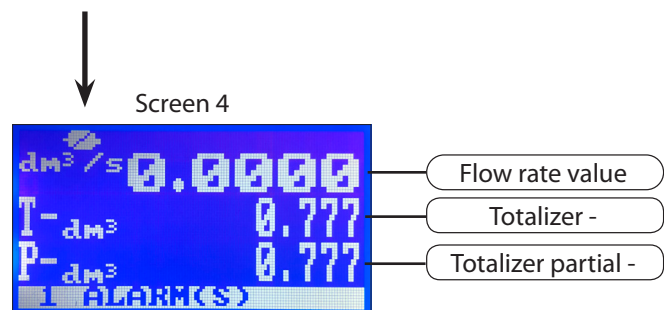 Screen 4
dm³/s 0.0000 Flow rate value
T- dm³ 0.777 Totalizer -
P- dm³ 0.777 Totalizer partial -
1 ALARM(S)